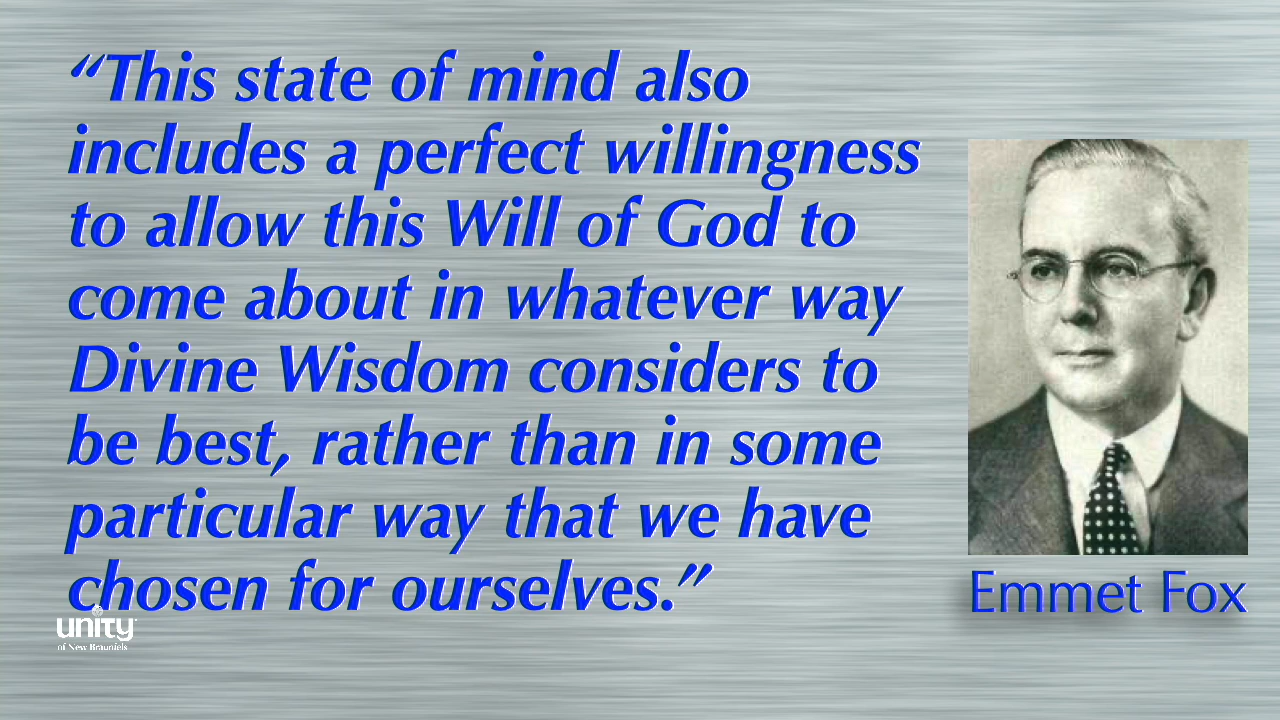 “This state of mind also
includes a perfect willingness
to allow this Will of God to
come about in whatever way
Divine Wisdom considers to
be best, rather than in some
particular way that we have
chosen for ourselves.”
Emmet Fox
unity
of New Braunfels